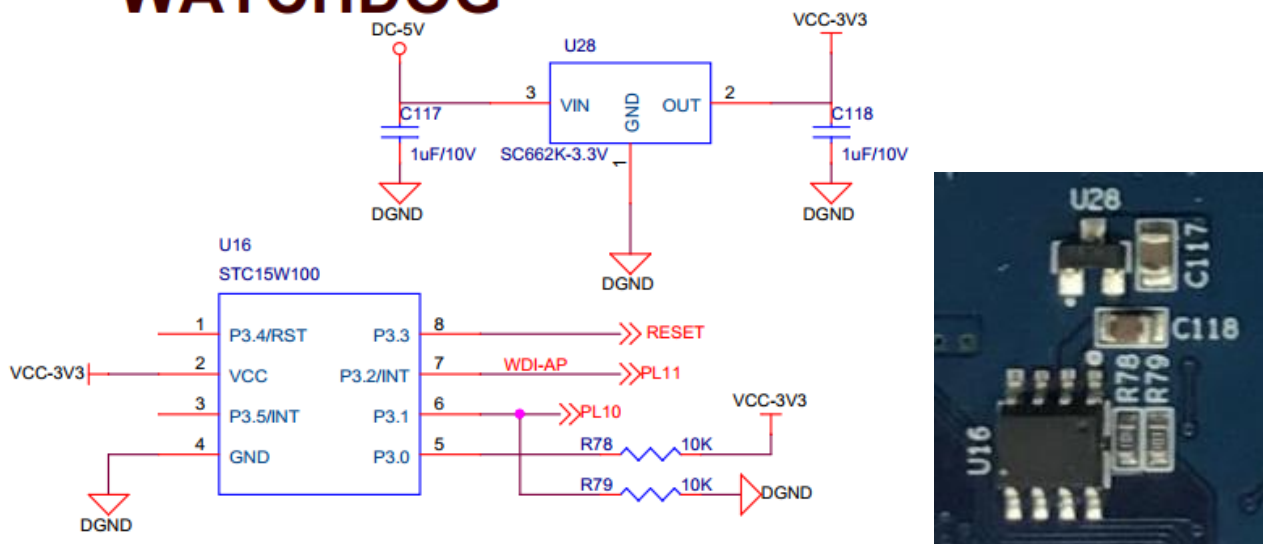 WATCHDOG
DC-5V
VCC-3V3
U28
3
VIN
GND
OUT
2
C117
1uF/10V
SC662K-3.3V
1
C118
1uF/10V
DGND
DGND
DGND
U16
STC15W100
1
P3.4/RST
P3.3
8
RESET
VCC-3V3
2
VCC
P3.2/INT
7
WDI-AP
PL11
3
P3.5/INT
P3.1
6
PL10
VCC-3V3
4
GND
P3.0
5
R78
10K
R79
10K
DGND
DGND
U28
C117
C118
R78
R79
U16